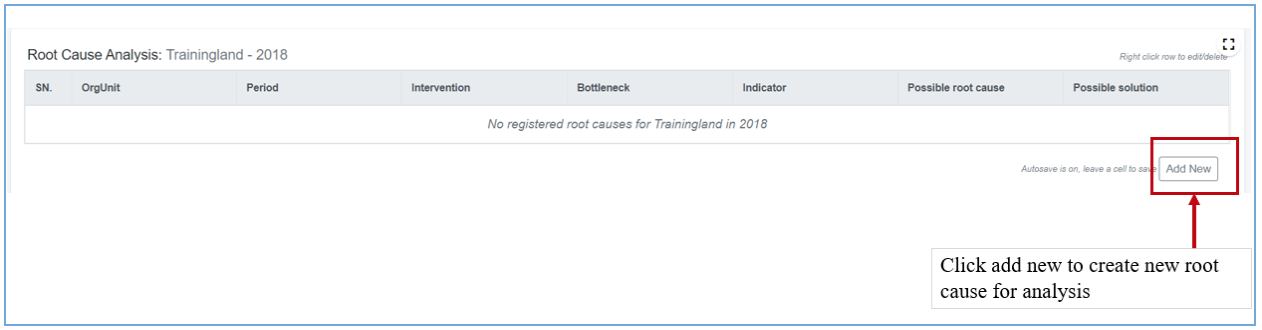 Root Cause Analysis: Trainingland - 2018
Right click row to edit/delete
SN. OrgUnit Period Intervention Bottleneck Indicator Possible root cause Possible solution
No registered root causes for Trainingland in 2018
Autosave is on, leave a cell to save Add New
Click add new to create new root
cause for analysis